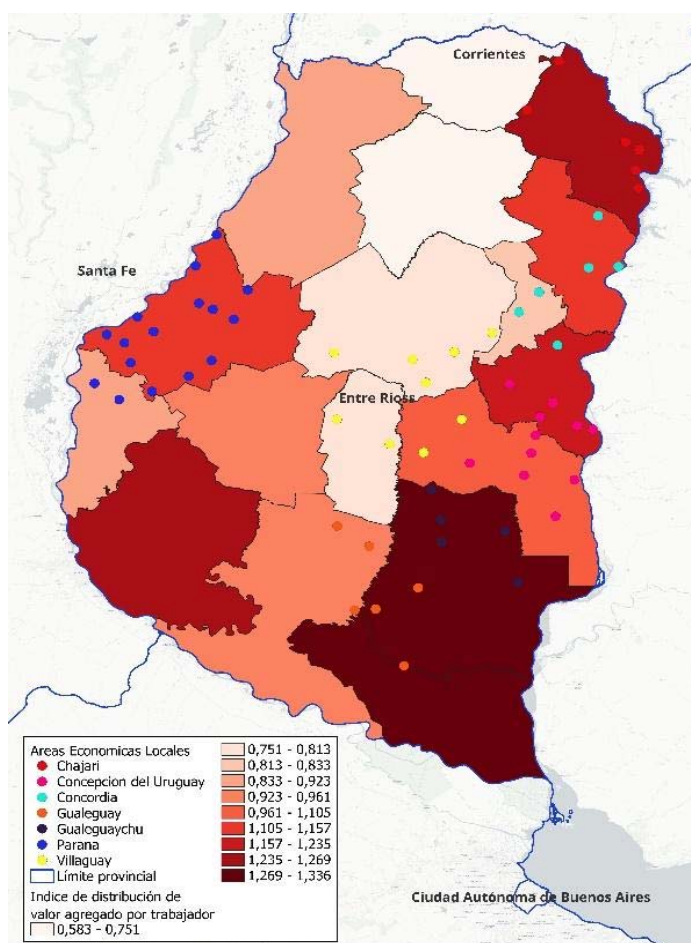 Corrientes
Santa Fe
Entre Rioss
Areas Economicas Locales
Chajari
Concepcion del Uruguay
Concordia
Gualeguay
Gualeguaychu
Parana
Villaguay
Límite provincial
Indice de distribución de
valor agregado por trabajador
0,583 - 0,751
0,751 - 0,813
0,813 - 0,833
0,833 - 0,923
0,923 - 0,961
0,961 - 1,105
1,105 - 1,157
1,157 - 1,235
1,235 - 1,269
1,269 - 1,336
Ciudad Autónoma de Buenos Aires